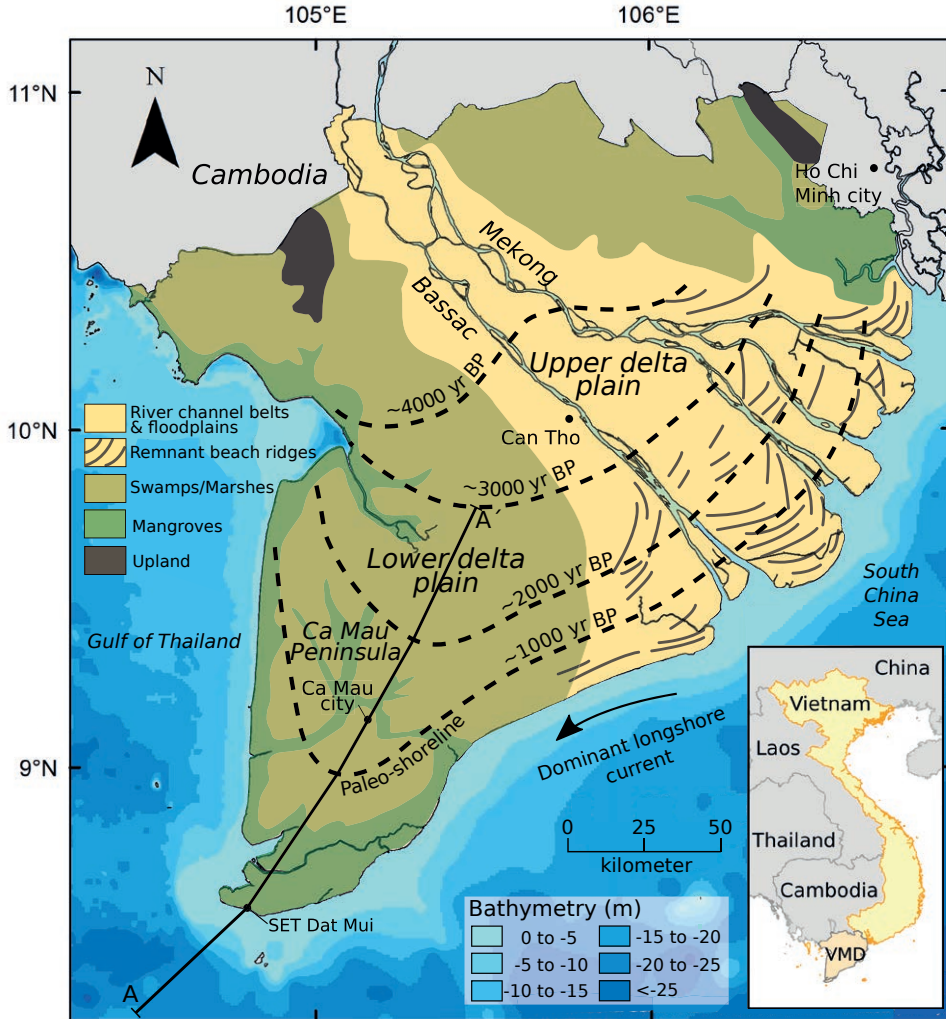 105°E
106°E
11°N
N
Cambodia
Ho Chi
Minh city
Mekong
Bassac
Upper delta
plain
~4000 yr BP
10°N
River channel belts
& floodplains
Remnant beach ridges
Swamps/Marshes
Mangroves
Upland
Can Tho
~3000 yr BP
A´
Lower delta
plain
~2000 yr BP
South
China
Sea
Gulf of Thailand
Ca Mau
Peninsula
~1000 yr BP
Ca Mau
city
Paleo-shoreline
Dominant longshore
current
9°N
0 25 50
kilometer
SET Dat Mui
A
Bathymetry (m)
0 to -5
-5 to -10
-10 to -15
-15 to -20
-20 to -25
<-25
China
Vietnam
Laos
Thailand
Cambodia
VMD